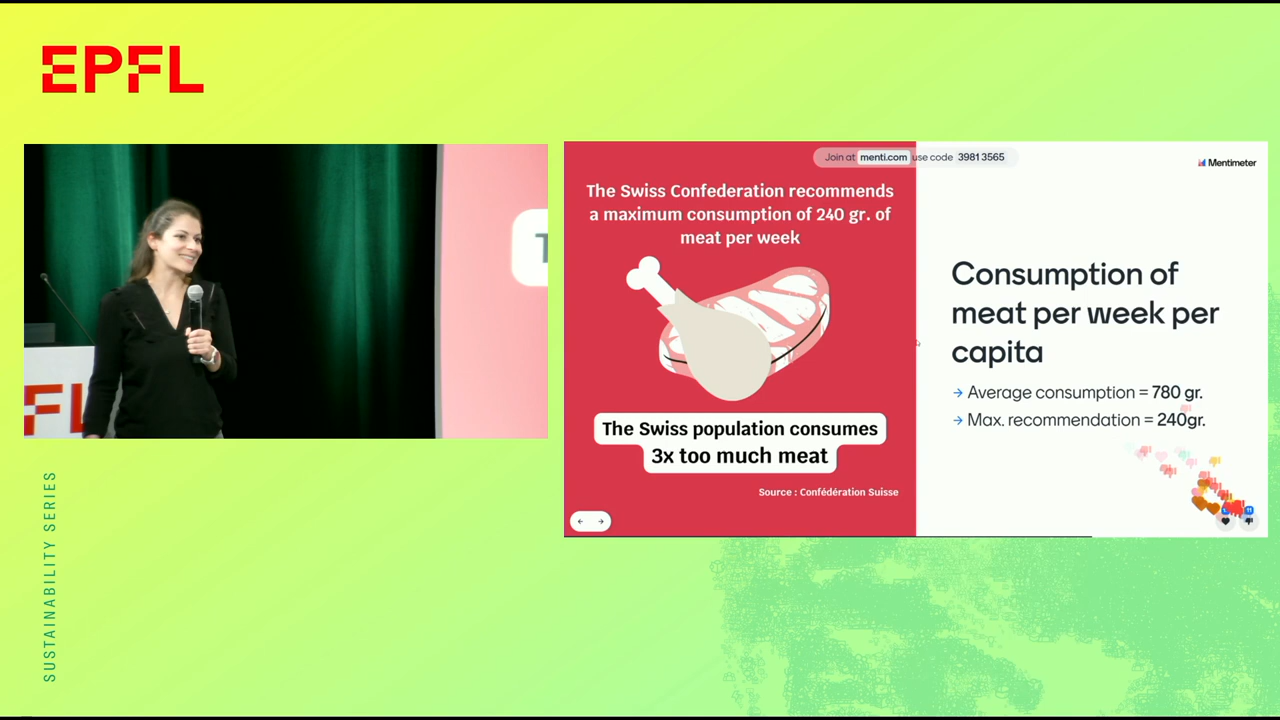 EPFL
Join at menti.com use code 3981 3565
Mentimeter
The Swiss Confederation recommends
a maximum consumption of 240 gr. of
meat per week
The Swiss population consumes
3x too much meat
Source : Confédération Suisse
Consumption of
meat per week per
capita
→ Average consumption = 780 gr.
→ Max. recommendation = 240gr.
SUSTAINABILITY SERIES